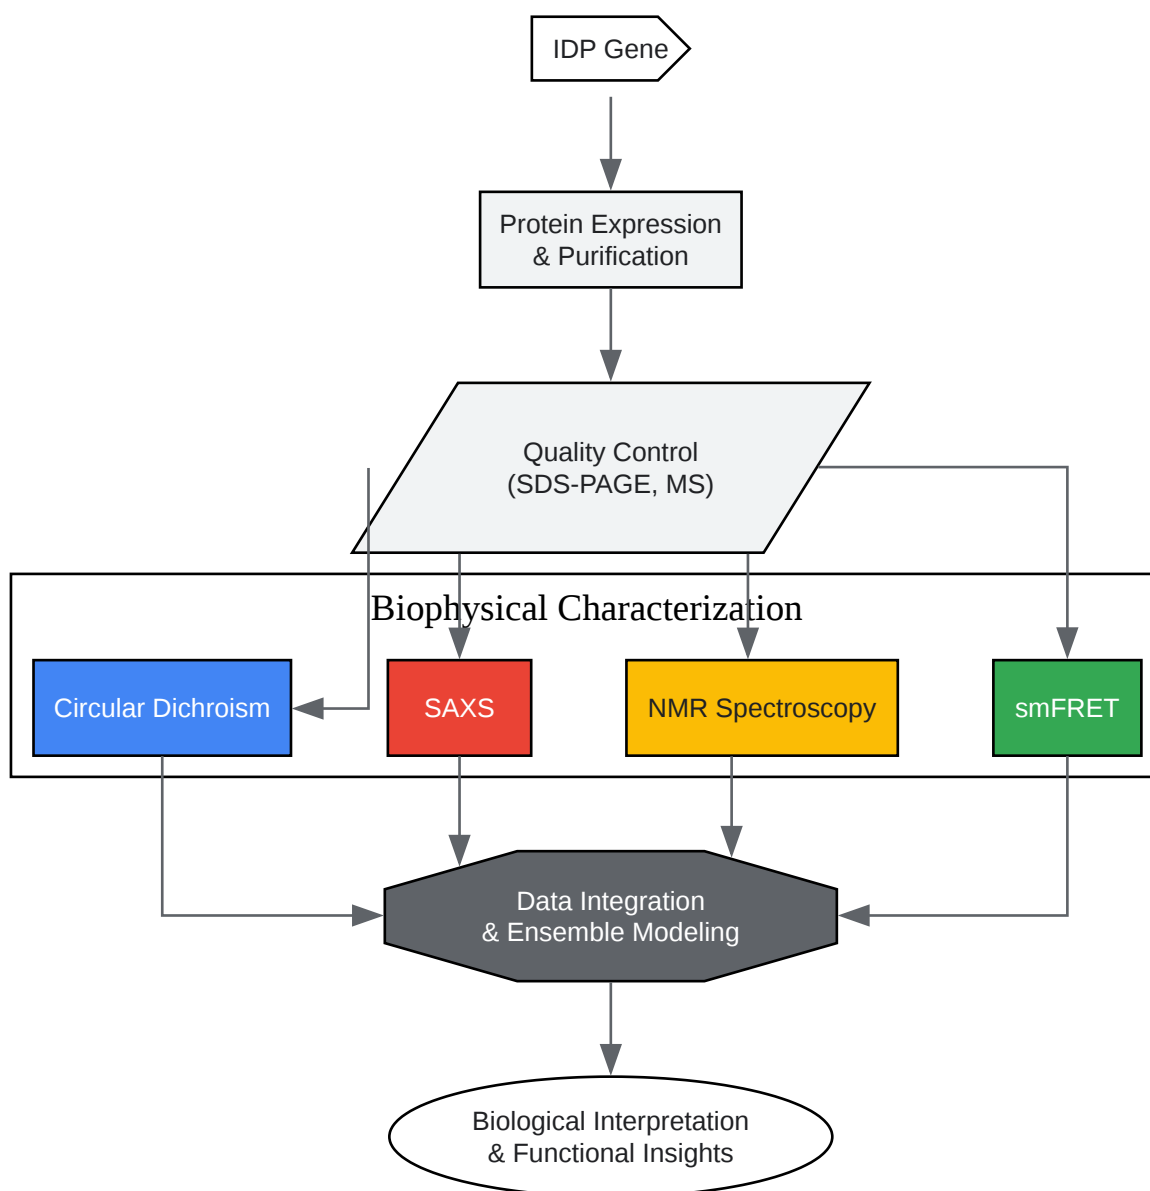 IDP Gene
Protein Expression
& Purification
Quality Control
(SDS-PAGE, MS)
Biophysical Characterization
Circular Dichroism
SAXS
NMR Spectroscopy
smFRET
Data Integration
& Ensemble Modeling
Biological Interpretation
& Functional Insights